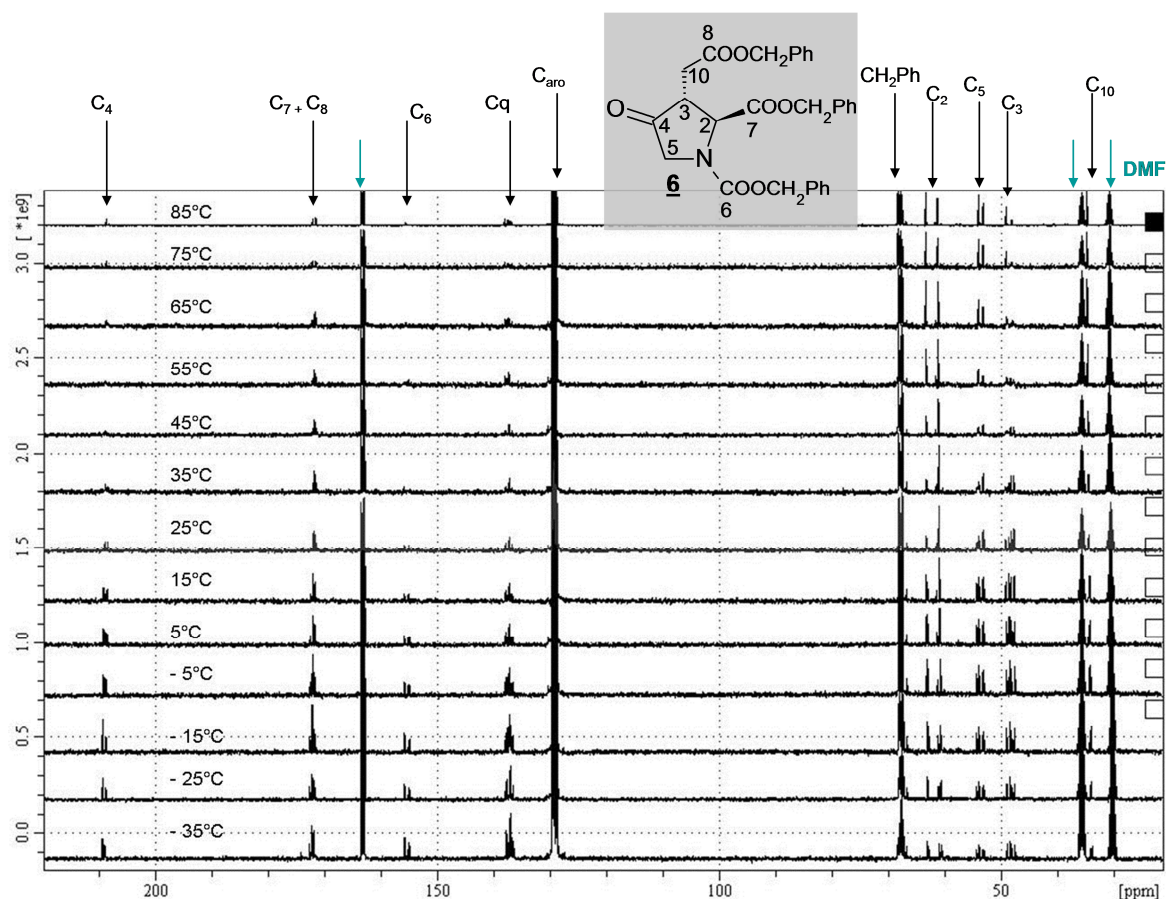 8
COOCH₂Ph
10
C₄
C₇ ₊ C₈
C₆
Cq
Cₐᵣₒ
CH₂Ph
C₂
C₅
C₃
C₁₀
O
3
COOCH₂Ph
4
2
7
5
N
6
COOCH₂Ph
6
DMF
85°C
75°C
65°C
55°C
45°C
35°C
25°C
15°C
5°C
- 5°C
- 15°C
- 25°C
- 35°C
[ *1e9]
3.0
2.5
2.0
1.5
1.0
0.5
0.0
200
150
100
50
[ppm]